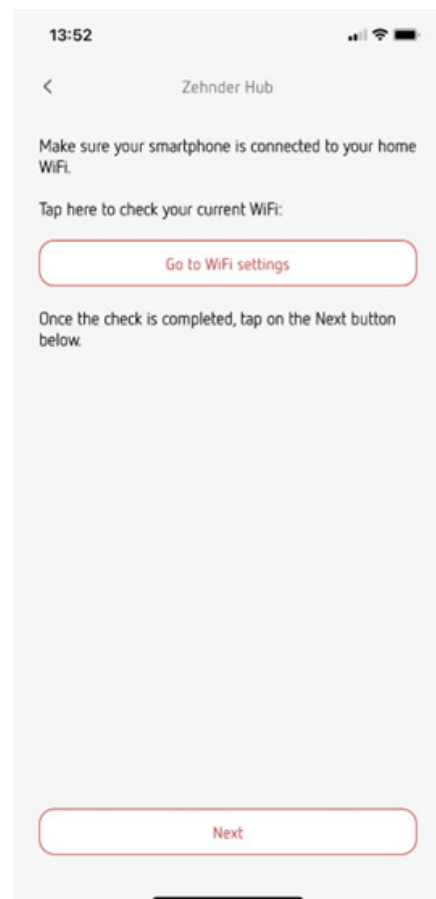 13:52
Zehnder Hub
Make sure your smartphone is connected to your home
WiFi.
Tap here to check your current WiFi:
Go to WiFi settings
Once the check is completed, tap on the Next button
below.
Next